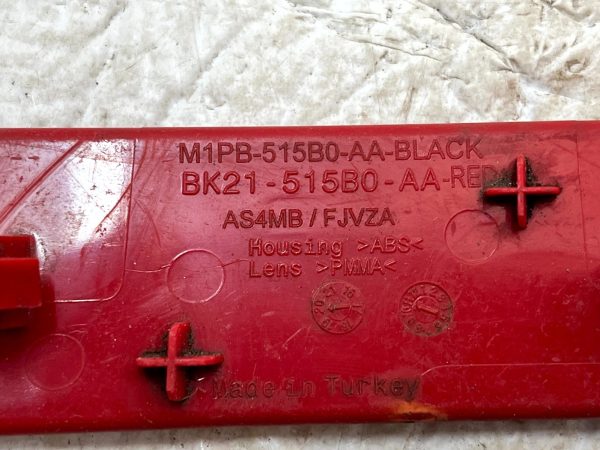 M1PB-515B0-AA-BLACK
BK21-515B0-AA-RED
AS4MB / FJVZA
Housing >ABS<
Lens >PMMA<
Made in Turkey